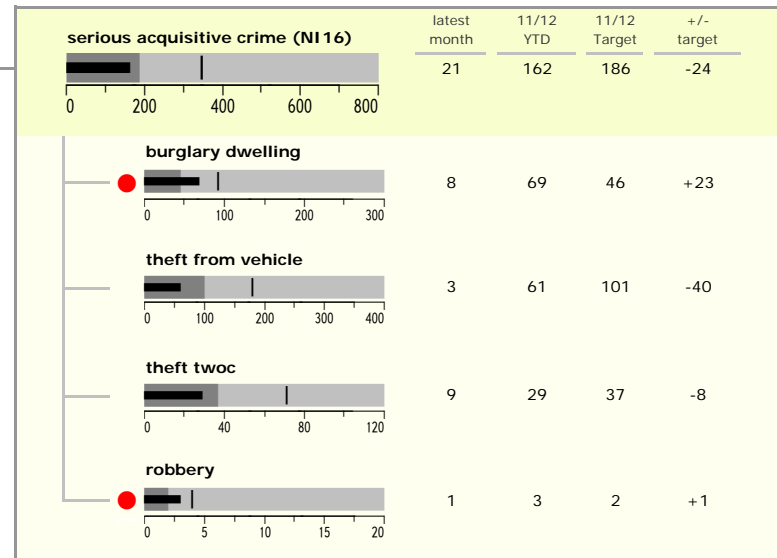 latest 11/12 11/12 +/-
month YTD Target target
serious acquisitive crime (NI16)
21 162 186 -24
0 200 400 600 800
burglary dwelling
8 69 46 +23
0 100 200 300
theft from vehicle
3 61 101 -40
0 100 200 300 400
theft twoc
9 29 37 -8
0 40 80 120
robbery
1 3 2 +1
0 5 10 15 20